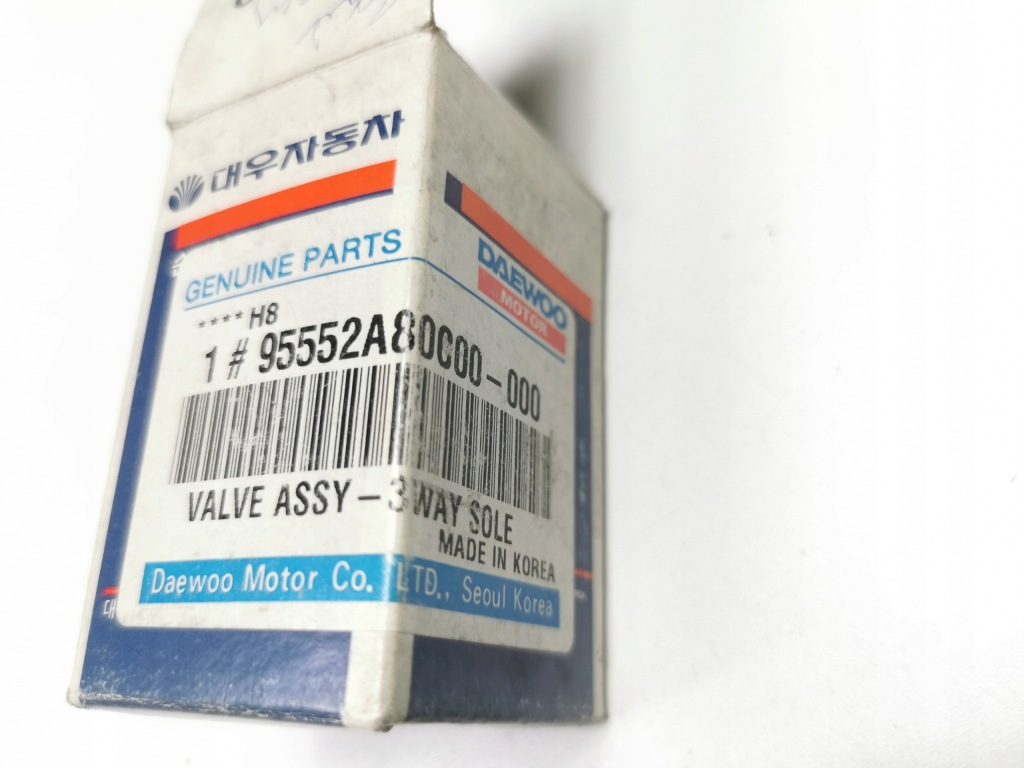 대우자동차
GENUINE PARTS
DAEWOO
MOTOR
****H8
1 # 95552A80C00-000
VALVE ASSY-3WAY SOLE
MADE IN KOREA
Daewoo Motor Co. LTD., Seoul Korea
대